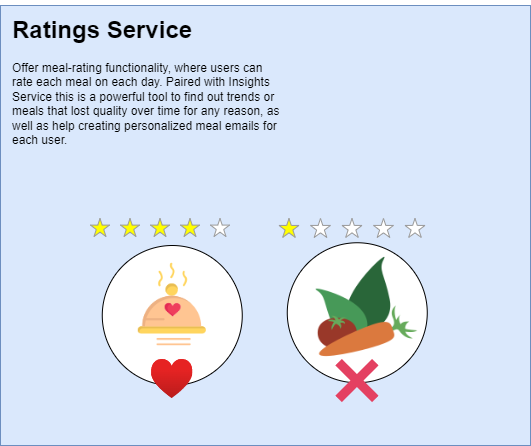 Ratings Service
Offer meal-rating functionality, where users can
rate each meal on each day. Paired with Insights
Service this is a powerful tool to find out trends or
meals that lost quality over time for any reason, as
well as help creating personalized meal emails for
each user.